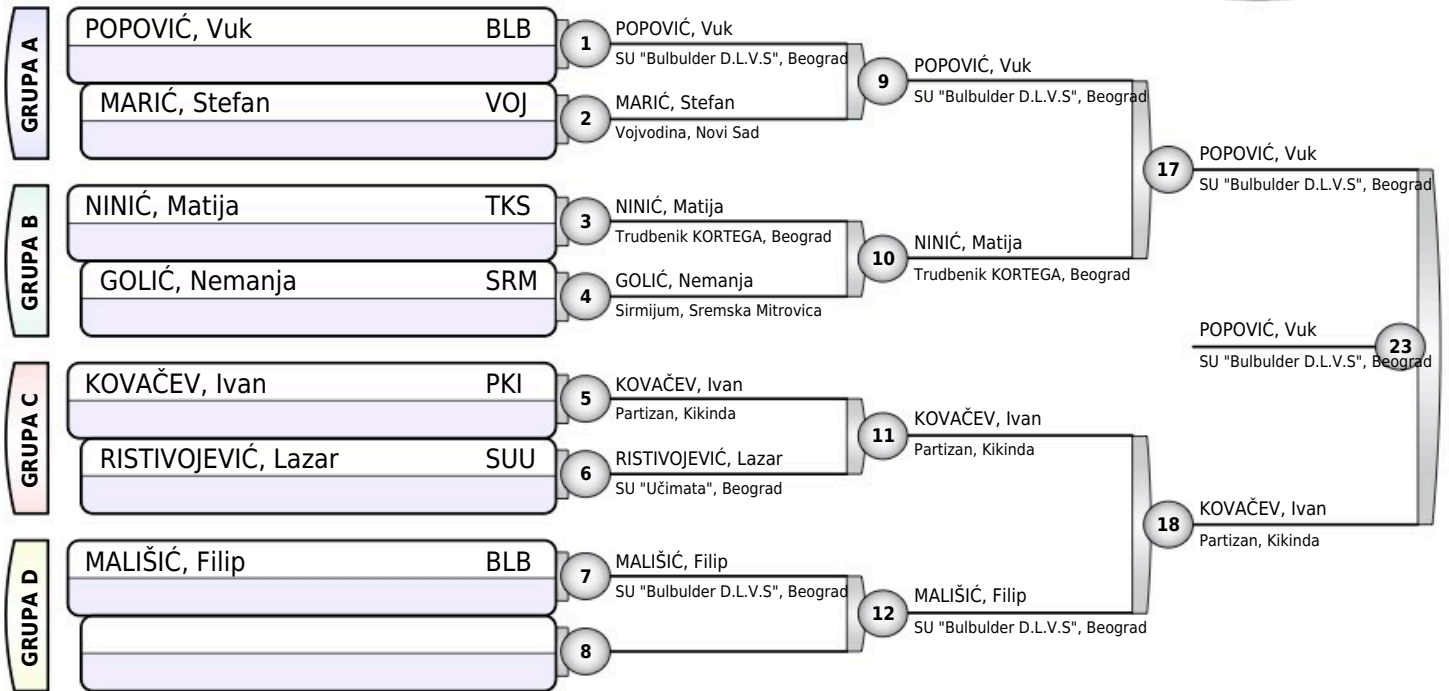 GRUPA A
POPOVIĆ, Vuk BLB
MARIĆ, Stefan VOJ
GRUPA B
NINIĆ, Matija TKS
GOLIĆ, Nemanja SRM
GRUPA C
KOVAČEV, Ivan PKI
RISTIVOJEVIĆ, Lazar SUU
GRUPA D
MALIŠIĆ, Filip BLB
1
POPOVIĆ, Vuk
SU "Bulbulder D.L.V.S", Beograd
2
MARIĆ, Stefan
Vojvodina, Novi Sad
3
NINIĆ, Matija
Trudbenik KORTEGA, Beograd
4
GOLIĆ, Nemanja
Sirmijum, Sremska Mitrovica
5
KOVAČEV, Ivan
Partizan, Kikinda
6
RISTIVOJEVIĆ, Lazar
SU "Učimata", Beograd
7
MALIŠIĆ, Filip
SU "Bulbulder D.L.V.S", Beograd
8
9
POPOVIĆ, Vuk
SU "Bulbulder D.L.V.S", Beograd
10
NINIĆ, Matija
Trudbenik KORTEGA, Beograd
11
KOVAČEV, Ivan
Partizan, Kikinda
12
MALIŠIĆ, Filip
SU "Bulbulder D.L.V.S", Beograd
17
POPOVIĆ, Vuk
SU "Bulbulder D.L.V.S", Beograd
18
KOVAČEV, Ivan
Partizan, Kikinda
23
POPOVIĆ, Vuk
SU "Bulbulder D.L.V.S", Beograd